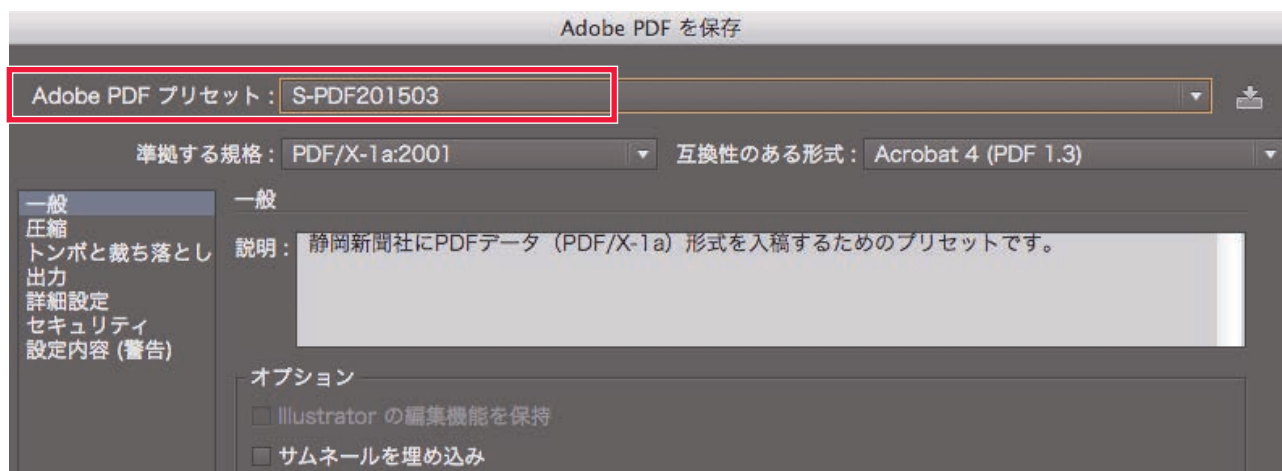 Adobe PDF を保存
Adobe PDF プリセット： S-PDF201503
準拠する規格： PDF/X-1a:2001 互換性のある形式： Acrobat 4 (PDF 1.3)
一般
圧縮
トンボと裁ち落とし
出力
詳細設定
セキュリティ
設定内容 (警告)
一般
説明： 静岡新聞社にPDFデータ（PDF/X-1a）形式を入稿するためのプリセットです。
オプション
Illustrator の編集機能を保持
サムネールを埋め込み